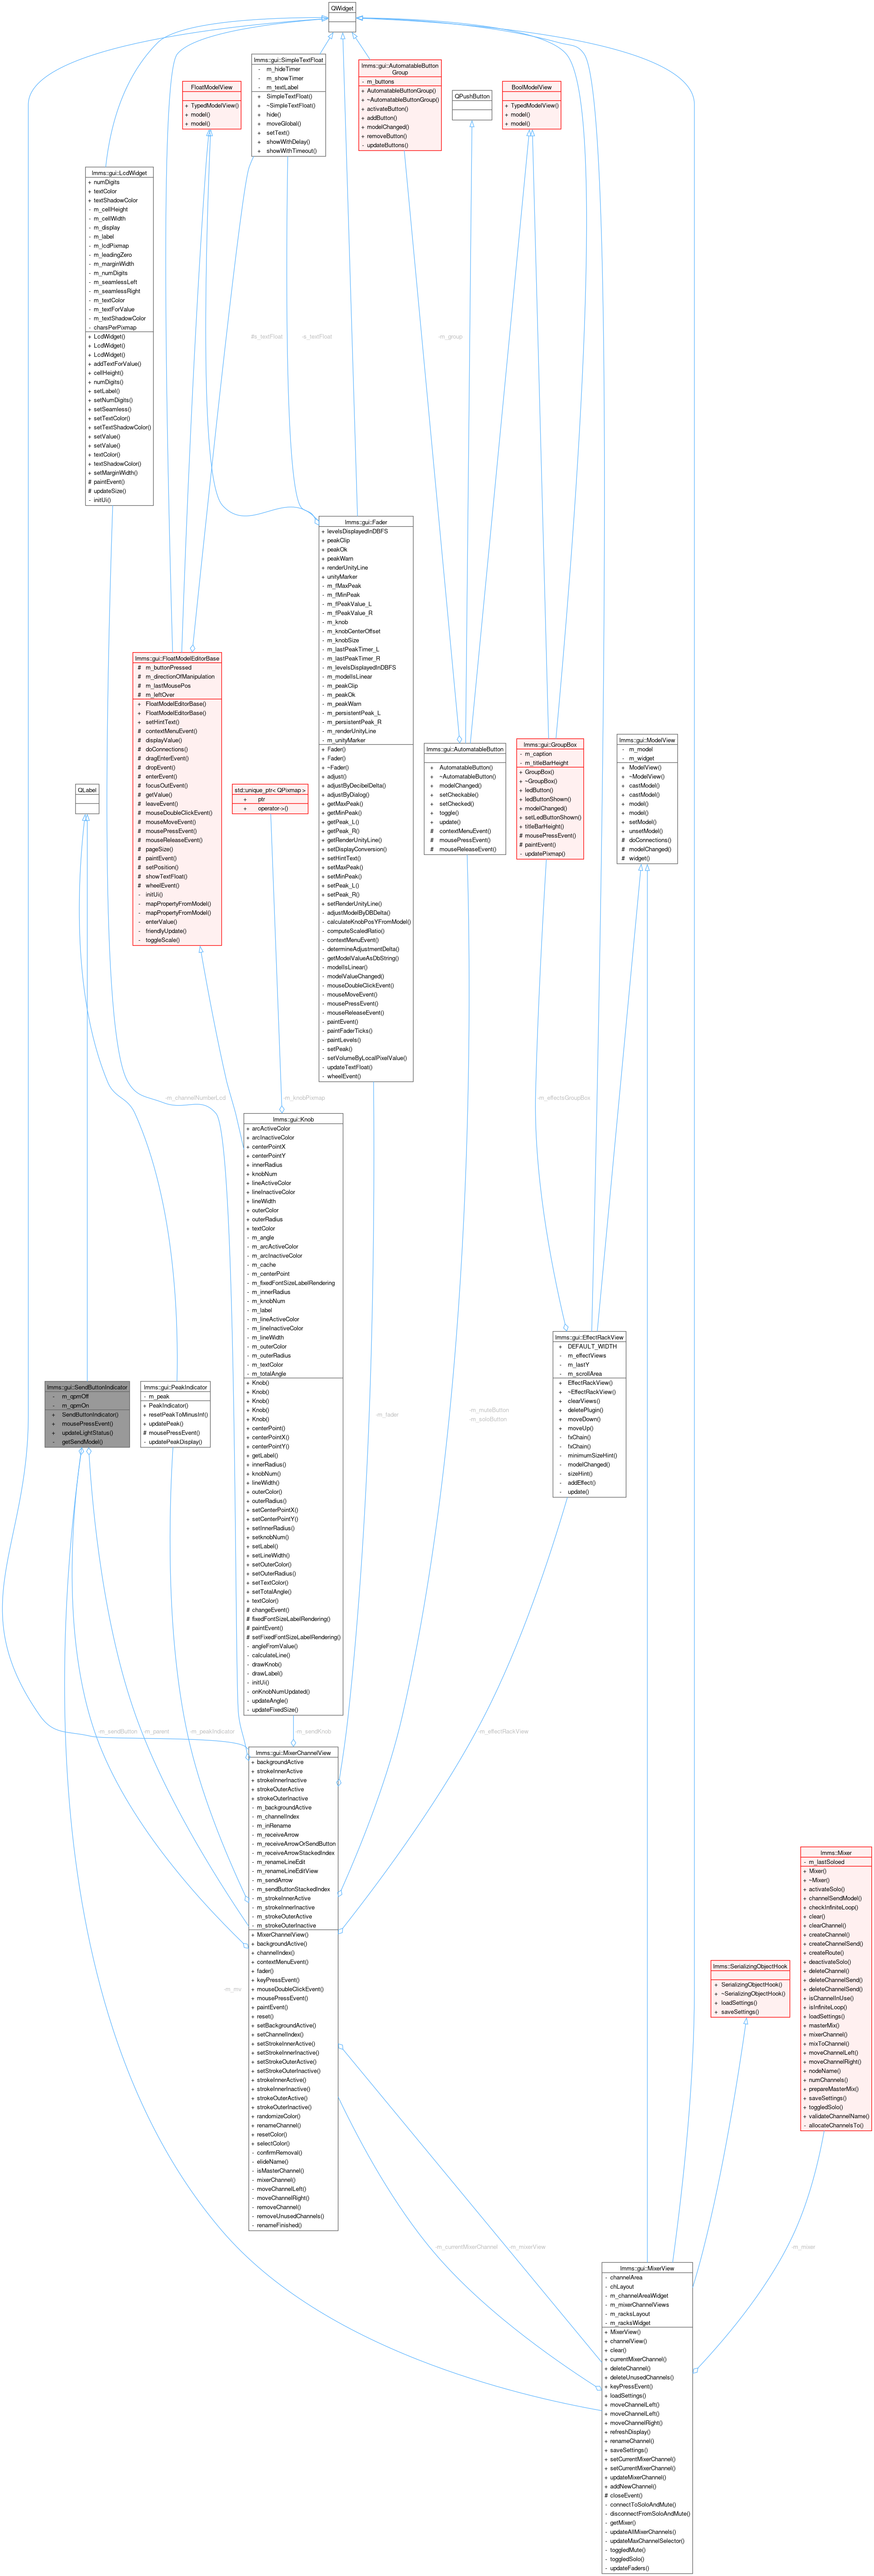 QWidget
lmms::gui::SimpleTextFloat
- m_hideTimer
- m_showTimer
- m_textLabel
+ SimpleTextFloat()
+ ~SimpleTextFloat()
+ hide()
+ moveGlobal()
+ setText()
+ showWithDelay()
+ showWithTimeout()
lmms::gui::AutomatableButton
Group
- m_buttons
+ AutomatableButtonGroup()
+ ~AutomatableButtonGroup()
+ activateButton()
+ addButton()
+ modelChanged()
+ removeButton()
- updateButtons()
FloatModelView
+ TypedModelView()
+ model()
+ model()
QPushButton
BoolModelView
+ TypedModelView()
+ model()
+ model()
lmms::gui::LcdWidget
+ numDigits
+ textColor
+ textShadowColor
- m_cellHeight
- m_cellWidth
- m_display
- m_label
- m_lcdPixmap
- m_leadingZero
- m_marginWidth
- m_numDigits
- m_seamlessLeft
- m_seamlessRight
- m_textColor
- m_textForValue
- m_textShadowColor
- charsPerPixmap
+ LcdWidget()
+ LcdWidget()
+ LcdWidget()
+ addTextForValue()
+ cellHeight()
+ numDigits()
+ setLabel()
+ setNumDigits()
+ setSeamless()
+ setTextColor()
+ setTextShadowColor()
+ setValue()
+ setValue()
+ textColor()
+ textShadowColor()
+ setMarginWidth()
# paintEvent()
# updateSize()
- initUi()
#s_textFloat
-s_textFloat
-m_group
lmms::gui::Fader
+ levelsDisplayedInDBFS
+ peakClip
+ peakOk
+ peakWarn
+ renderUnityLine
+ unityMarker
- m_fMaxPeak
- m_fMinPeak
- m_fPeakValue_L
- m_fPeakValue_R
- m_knob
- m_knobCenterOffset
- m_knobSize
- m_lastPeakTimer_L
- m_lastPeakTimer_R
- m_levelsDisplayedInDBFS
- m_modelIsLinear
- m_peakClip
- m_peakOk
- m_peakWarn
- m_persistentPeak_L
- m_persistentPeak_R
- m_renderUnityLine
- m_unityMarker
+ Fader()
+ Fader()
+ ~Fader()
+ adjust()
+ adjustByDecibelDelta()
+ adjustByDialog()
+ getMaxPeak()
+ getMinPeak()
+ getPeak_L()
+ getPeak_R()
+ getRenderUnityLine()
+ setDisplayConversion()
+ setHintText()
+ setMaxPeak()
+ setMinPeak()
+ setPeak_L()
+ setPeak_R()
+ setRenderUnityLine()
- adjustModelByDBDelta()
- calculateKnobPosYFromModel()
- computeScaledRatio()
- contextMenuEvent()
- determineAdjustmentDelta()
- getModelValueAsDbString()
- modelIsLinear()
- modelValueChanged()
- mouseDoubleClickEvent()
- mouseMoveEvent()
- mousePressEvent()
- mouseReleaseEvent()
- paintEvent()
- paintFaderTicks()
- paintLevels()
- setPeak()
- setVolumeByLocalPixelValue()
- updateTextFloat()
- wheelEvent()
lmms::gui::FloatModelEditorBase
# m_buttonPressed
# m_directionOfManipulation
# m_lastMousePos
# m_leftOver
+ FloatModelEditorBase()
+ FloatModelEditorBase()
+ setHintText()
# contextMenuEvent()
# displayValue()
# doConnections()
# dragEnterEvent()
# dropEvent()
# enterEvent()
# focusOutEvent()
# getValue()
# leaveEvent()
# mouseDoubleClickEvent()
# mouseMoveEvent()
# mousePressEvent()
# mouseReleaseEvent()
# pageSize()
# paintEvent()
# setPosition()
# showTextFloat()
# wheelEvent()
- initUi()
- mapPropertyFromModel()
- mapPropertyFromModel()
- enterValue()
- friendlyUpdate()
- toggleScale()
lmms::gui::AutomatableButton
+ AutomatableButton()
+ ~AutomatableButton()
+ modelChanged()
+ setCheckable()
+ setChecked()
+ toggle()
+ update()
# contextMenuEvent()
# mousePressEvent()
# mouseReleaseEvent()
lmms::gui::GroupBox
- m_caption
- m_titleBarHeight
+ GroupBox()
+ ~GroupBox()
+ ledButton()
+ ledButtonShown()
+ modelChanged()
+ setLedButtonShown()
+ titleBarHeight()
# mousePressEvent()
# paintEvent()
- updatePixmap()
lmms::gui::ModelView
- m_model
- m_widget
+ ModelView()
+ ~ModelView()
+ castModel()
+ castModel()
+ model()
+ model()
+ setModel()
+ unsetModel()
# doConnections()
# modelChanged()
# widget()
QLabel
std::unique_ptr< QPixmap >
+ ptr
+ operator->()
-m_channelNumberLcd
-m_knobPixmap
-m_effectsGroupBox
lmms::gui::Knob
+ arcActiveColor
+ arcInactiveColor
+ centerPointX
+ centerPointY
+ innerRadius
+ knobNum
+ lineActiveColor
+ lineInactiveColor
+ lineWidth
+ outerColor
+ outerRadius
+ textColor
- m_angle
- m_arcActiveColor
- m_arcInactiveColor
- m_cache
- m_centerPoint
- m_fixedFontSizeLabelRendering
- m_innerRadius
- m_knobNum
- m_label
- m_lineActiveColor
- m_lineInactiveColor
- m_lineWidth
- m_outerColor
- m_outerRadius
- m_textColor
- m_totalAngle
+ Knob()
+ Knob()
+ Knob()
+ Knob()
+ Knob()
+ centerPoint()
+ centerPointX()
+ centerPointY()
+ getLabel()
+ innerRadius()
+ knobNum()
+ lineWidth()
+ outerColor()
+ outerRadius()
+ setCenterPointX()
+ setCenterPointY()
+ setInnerRadius()
+ setknobNum()
+ setLabel()
+ setLineWidth()
+ setOuterColor()
+ setOuterRadius()
+ setTextColor()
+ setTotalAngle()
+ textColor()
# changeEvent()
# fixedFontSizeLabelRendering()
# paintEvent()
# setFixedFontSizeLabelRendering()
- angleFromValue()
- calculateLine()
- drawKnob()
- drawLabel()
- initUi()
- onKnobNumUpdated()
- updateAngle()
- updateFixedSize()
lmms::gui::EffectRackView
+ DEFAULT_WIDTH
- m_effectViews
- m_lastY
- m_scrollArea
+ EffectRackView()
+ ~EffectRackView()
+ clearViews()
+ deletePlugin()
+ moveDown()
+ moveUp()
- fxChain()
- fxChain()
- minimumSizeHint()
- modelChanged()
- sizeHint()
- addEffect()
- update()
lmms::gui::SendButtonIndicator
- m_qpmOff
- m_qpmOn
+ SendButtonIndicator()
+ mousePressEvent()
+ updateLightStatus()
- getSendModel()
lmms::gui::PeakIndicator
- m_peak
+ PeakIndicator()
+ resetPeakToMinusInf()
+ updatePeak()
# mousePressEvent()
- updatePeakDisplay()
-m_fader
-m_muteButton
-m_soloButton
-m_sendButton
-m_parent
-m_peakIndicator
-m_sendKnob
-m_effectRackView
lmms::gui::MixerChannelView
+ backgroundActive
+ strokeInnerActive
+ strokeInnerInactive
+ strokeOuterActive
+ strokeOuterInactive
- m_backgroundActive
- m_channelIndex
- m_inRename
- m_receiveArrow
- m_receiveArrowOrSendButton
- m_receiveArrowStackedIndex
- m_renameLineEdit
- m_renameLineEditView
- m_sendArrow
- m_sendButtonStackedIndex
- m_strokeInnerActive
- m_strokeInnerInactive
- m_strokeOuterActive
- m_strokeOuterInactive
+ MixerChannelView()
+ backgroundActive()
+ channelIndex()
+ contextMenuEvent()
+ fader()
+ keyPressEvent()
+ mouseDoubleClickEvent()
+ mousePressEvent()
+ paintEvent()
+ reset()
+ setBackgroundActive()
+ setChannelIndex()
+ setStrokeInnerActive()
+ setStrokeInnerInactive()
+ setStrokeOuterActive()
+ setStrokeOuterInactive()
+ strokeInnerActive()
+ strokeInnerInactive()
+ strokeOuterActive()
+ strokeOuterInactive()
+ randomizeColor()
+ renameChannel()
+ resetColor()
+ selectColor()
- confirmRemoval()
- elideName()
- isMasterChannel()
- mixerChannel()
- moveChannelLeft()
- moveChannelRight()
- removeChannel()
- removeUnusedChannels()
- renameFinished()
-m_mv
lmms::Mixer
- m_lastSoloed
+ Mixer()
+ ~Mixer()
+ activateSolo()
+ channelSendModel()
+ checkInfiniteLoop()
+ clear()
+ clearChannel()
+ createChannel()
+ createChannelSend()
+ createRoute()
+ deactivateSolo()
+ deleteChannel()
+ deleteChannelSend()
+ deleteChannelSend()
+ isChannelInUse()
+ isInfiniteLoop()
+ loadSettings()
+ masterMix()
+ mixerChannel()
+ mixToChannel()
+ moveChannelLeft()
+ moveChannelRight()
+ nodeName()
+ numChannels()
+ prepareMasterMix()
+ saveSettings()
+ toggledSolo()
+ validateChannelName()
- allocateChannelsTo()
lmms::SerializingObjectHook
+ SerializingObjectHook()
+ ~SerializingObjectHook()
+ loadSettings()
+ saveSettings()
-m_currentMixerChannel
-m_mixerView
-m_mixer
lmms::gui::MixerView
- channelArea
- chLayout
- m_channelAreaWidget
- m_mixerChannelViews
- m_racksLayout
- m_racksWidget
+ MixerView()
+ channelView()
+ clear()
+ currentMixerChannel()
+ deleteChannel()
+ deleteUnusedChannels()
+ keyPressEvent()
+ loadSettings()
+ moveChannelLeft()
+ moveChannelLeft()
+ moveChannelRight()
+ refreshDisplay()
+ renameChannel()
+ saveSettings()
+ setCurrentMixerChannel()
+ setCurrentMixerChannel()
+ updateMixerChannel()
+ addNewChannel()
# closeEvent()
- connectToSoloAndMute()
- disconnectFromSoloAndMute()
- getMixer()
- updateAllMixerChannels()
- updateMaxChannelSelector()
- toggledMute()
- toggledSolo()
- updateFaders()